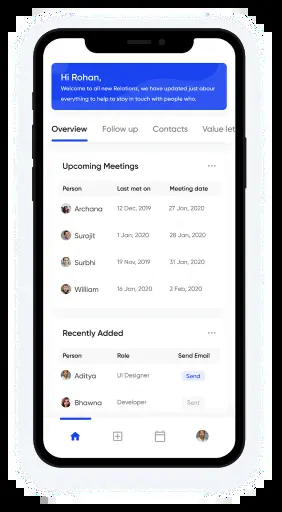 Hi Rohan,
Welcome to all new Relationz, we have updated just about
everything to help to stay in touch with people who.
Overview Follow up Contacts Value let
Upcoming Meetings
Person Last met on Meeting date
Archana 12 Dec, 2019 27 Jan, 2020
Surojit 1 Jan, 2020 28 Jan, 2020
Surbhi 19 Nov, 2019 31 Jan, 2020
William 16 Jan, 2020 2 Feb, 2020
Recently Added
Person Role Send Email
Aditya UI Designer Send
Bhawna Developer Sent